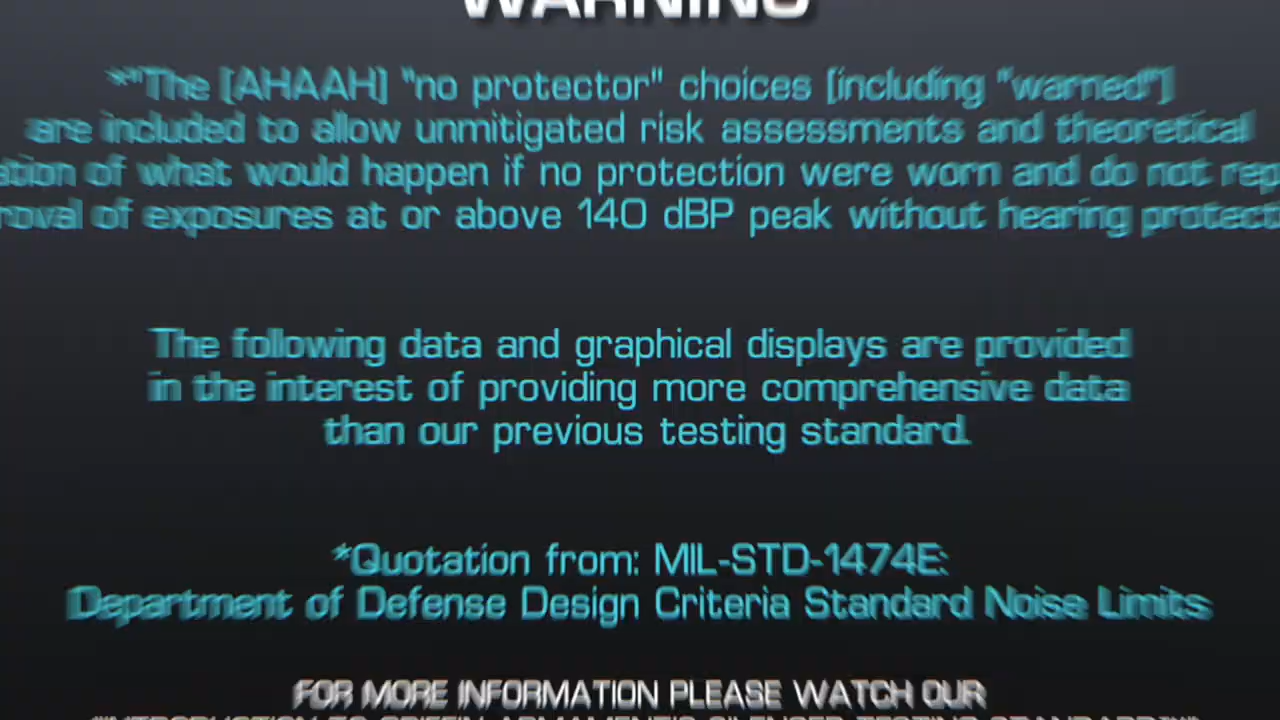 WARNING
*"The [AHAAH] "no protector" choices [including "warned"]
are included to allow unmitigated risk assessments and theoretical
of what would happen if no protection were worn and do not
of exposures at or above 140 dBP peak without hearing
The following data and graphical displays are provided
in the interest of providing more comprehensive data
than our previous testing standard.
*Quotation from: MIL-STD-1474E:
Department of Defense Design Criteria Standard Noise Limits
FOR MORE INFORMATION PLEASE WATCH OUR